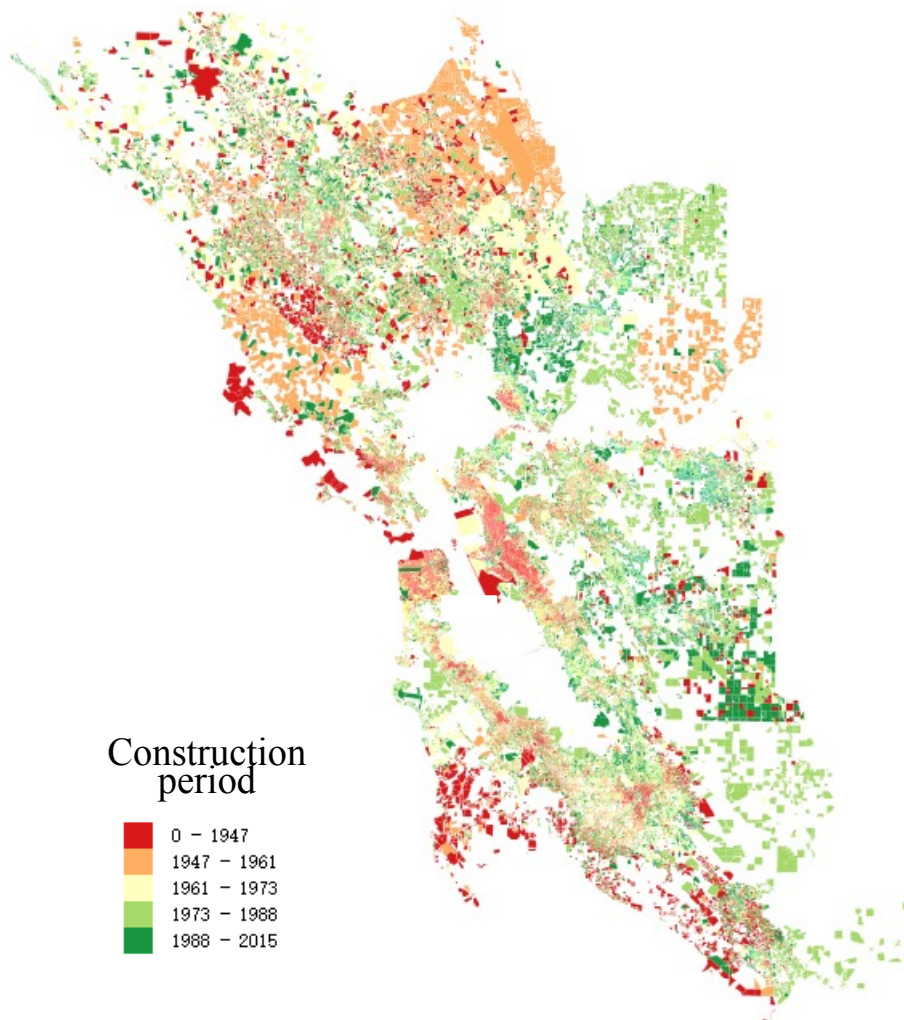 Construction
period
0 - 1947
1947 - 1961
1961 - 1973
1973 - 1988
1988 - 2015